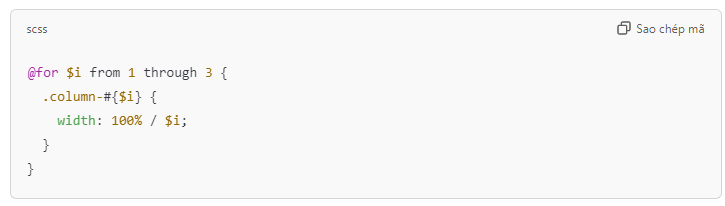 scss
Sao chép mã
@for $i from 1 through 3 {
  .column-#{$i} {
    width: 100% / $i;
  }
}